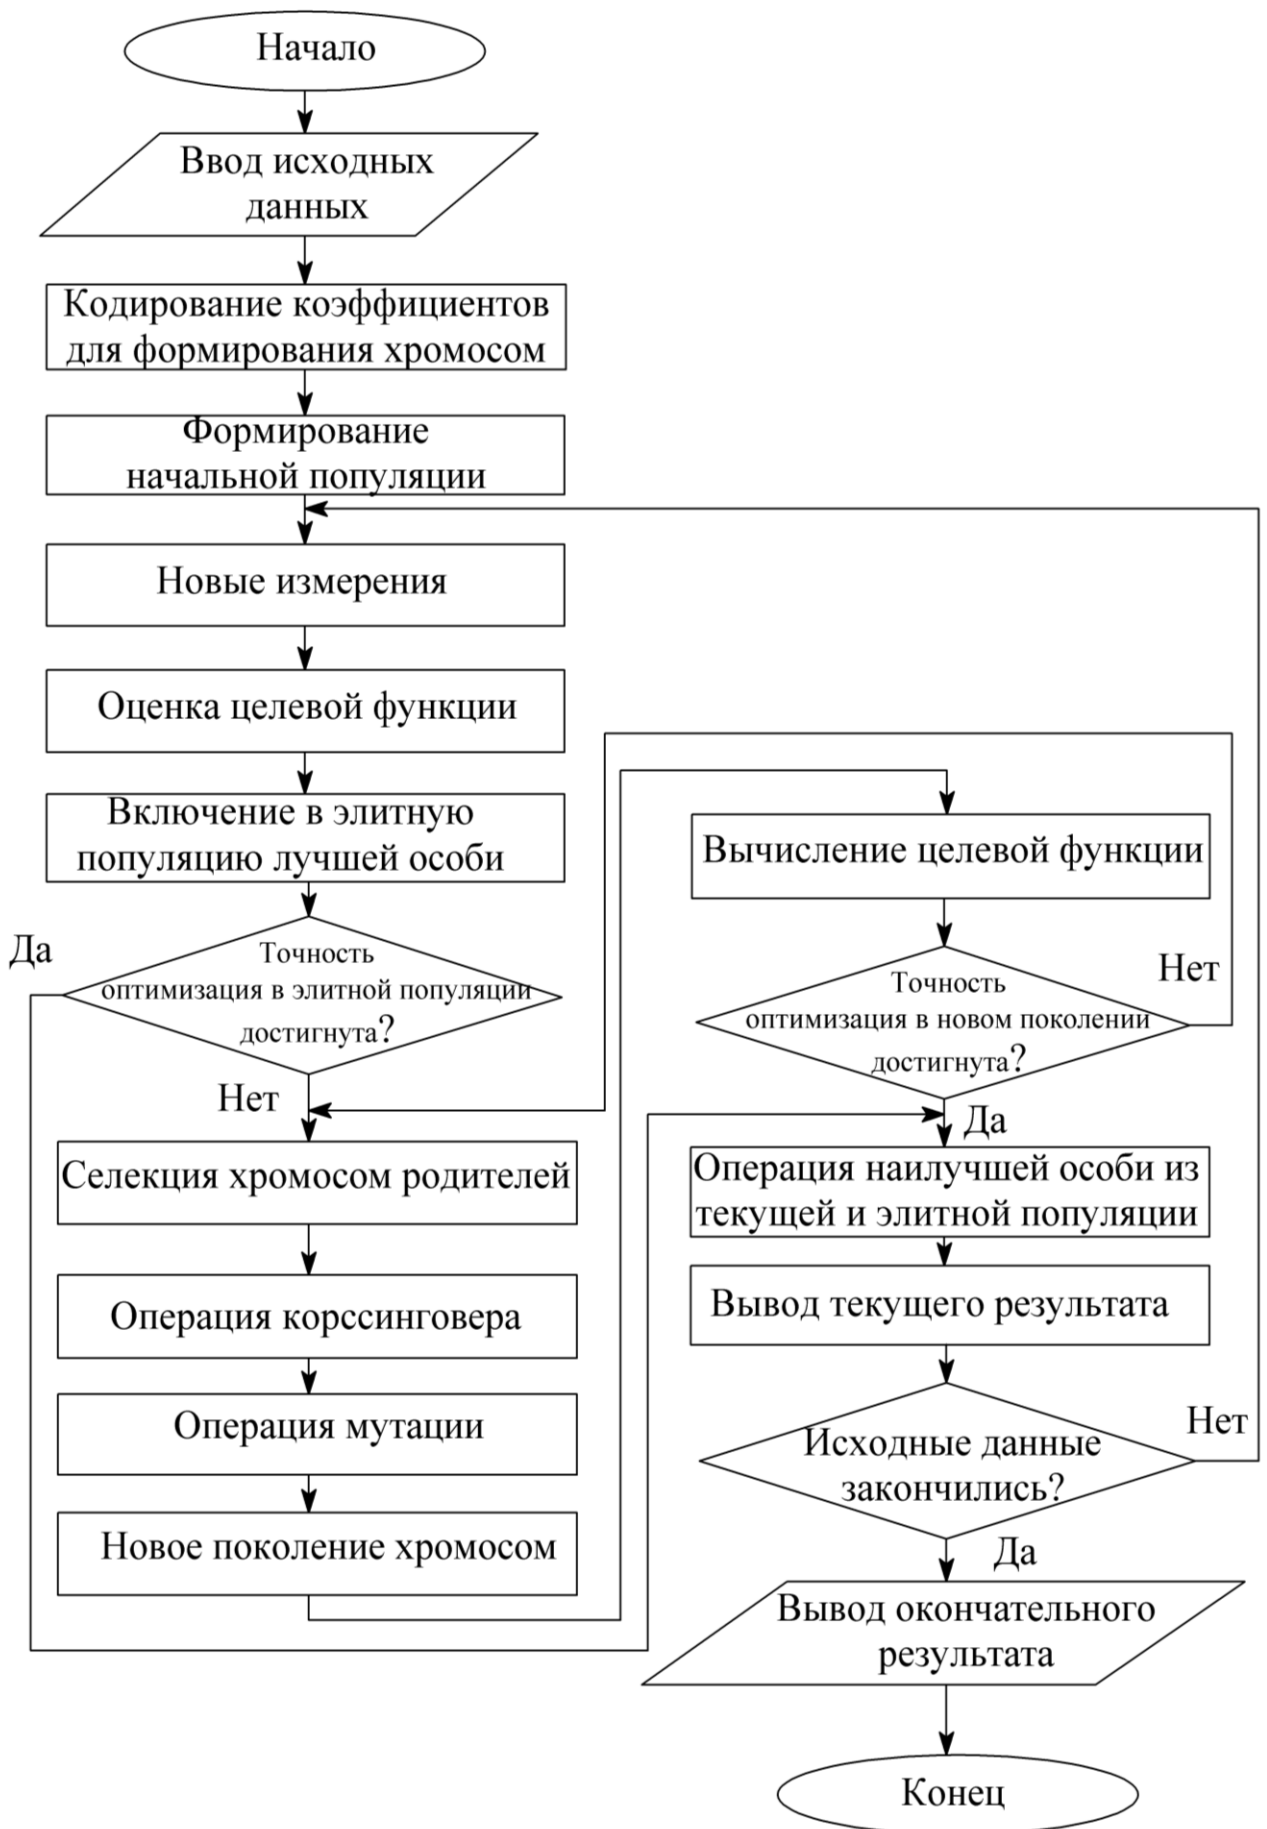 Начало
Ввод исходных
данных
Кодирование коэффициентов
для формирования хромосом
Формирование
начальной популяции
Новые измерения
Оценка целевой функции
Включение в элитную
популяцию лучшей особи
Да
Точность
оптимизация в элитной популяции
достигнута?
Нет
Селекция хромосом родителей
Операция корссинговера
Операция мутации
Новое поколение хромосом
Вычисление целевой функции
Нет
Точность
оптимизация в новом поколении
достигнута?
Да
Операция наилучшей особи из
текущей и элитной популяции
Вывод текущего результата
Нет
Исходные данные
закончились?
Да
Вывод окончательного
результата
Конец